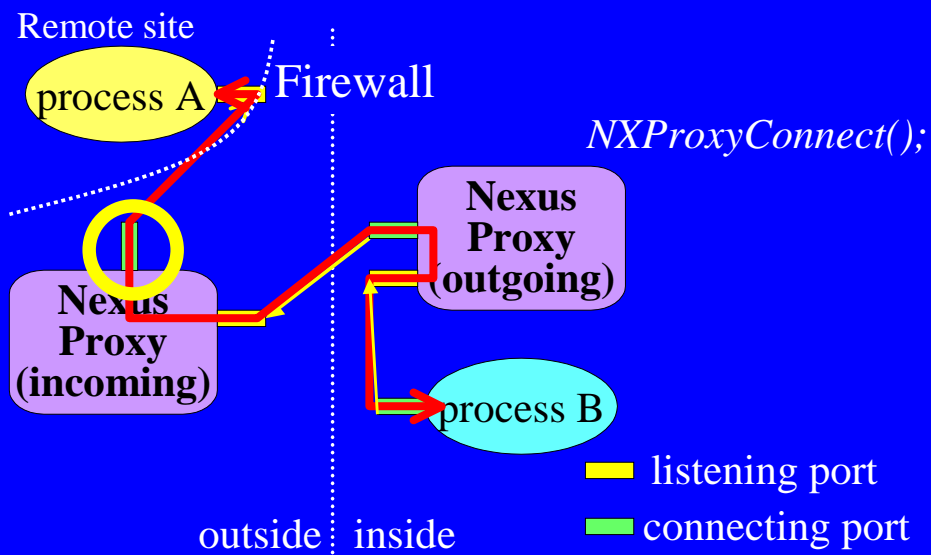 Remote site
process A
Firewall
NXProxyConnect();
Nexus
Proxy
(outgoing)
Nexus
Proxy
(incoming)
process B
listening port
connecting port
outside
inside